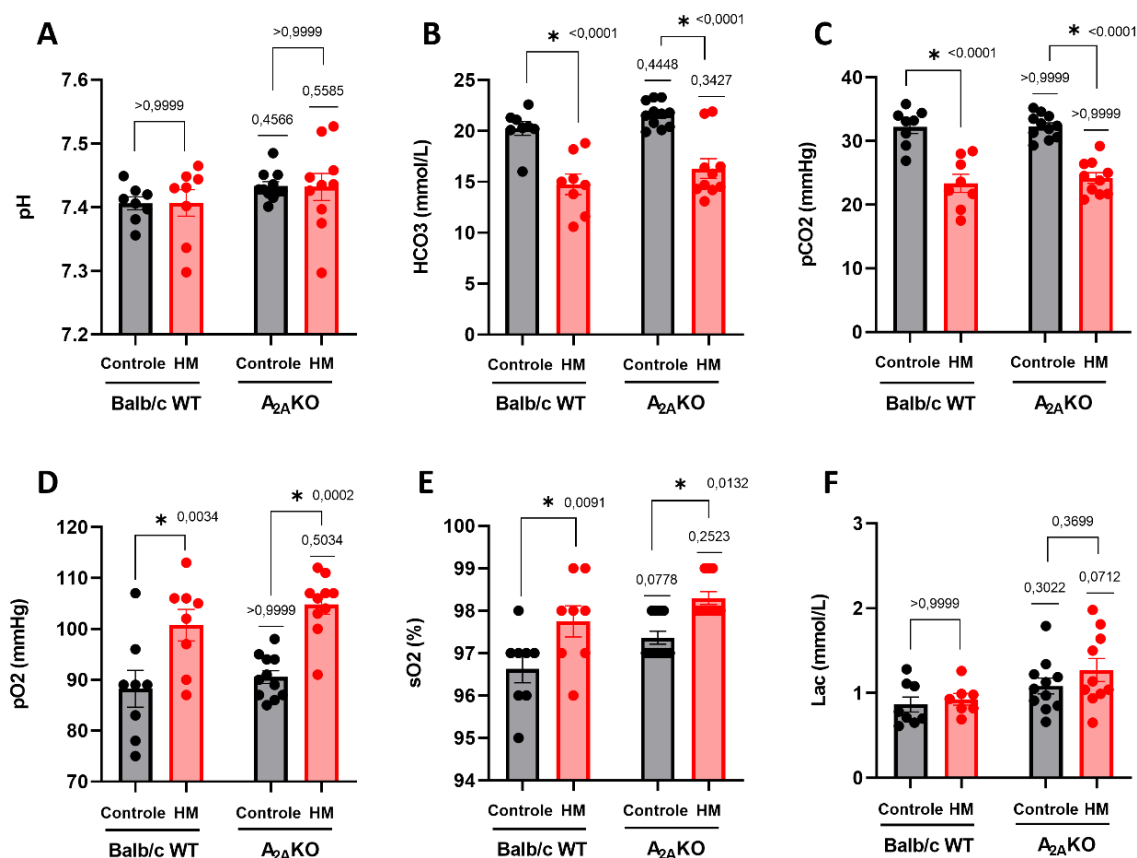 A
pH
7.6
7.5
7.4
7.3
7.2
>0,9999
>0,9999
0,4566
0,5585
Controle HM Controle HM
Balb/c WT A2AKO
B
HCO3 (mmol/L)
25
20
15
10
5
0
* <0,0001
* <0,0001
0,4448
0,3427
Controle HM Controle HM
Balb/c WT A2AKO
C
pCO2 (mmHg)
40
30
20
10
0
* <0.0001
* <0.0001
>0,9999
>0,9999
Controle HM Controle HM
Balb/c WT A2AKO
D
pO2 (mmHg)
120
110
100
90
80
70
* 0,0034
* 0,0002
>0,9999
0,5034
Controle HM Controle HM
Balb/c WT A2AKO
E
sO2 (%)
100
99
98
97
96
95
94
* 0,0091
* 0,0132
0,0778
0,2523
Controle HM Controle HM
Balb/c WT A2AKO
F
Lac (mmol/L)
3
2
1
0
>0,9999
0,3699
0,3022
0,0712
Controle HM Controle HM
Balb/c WT A2AKO